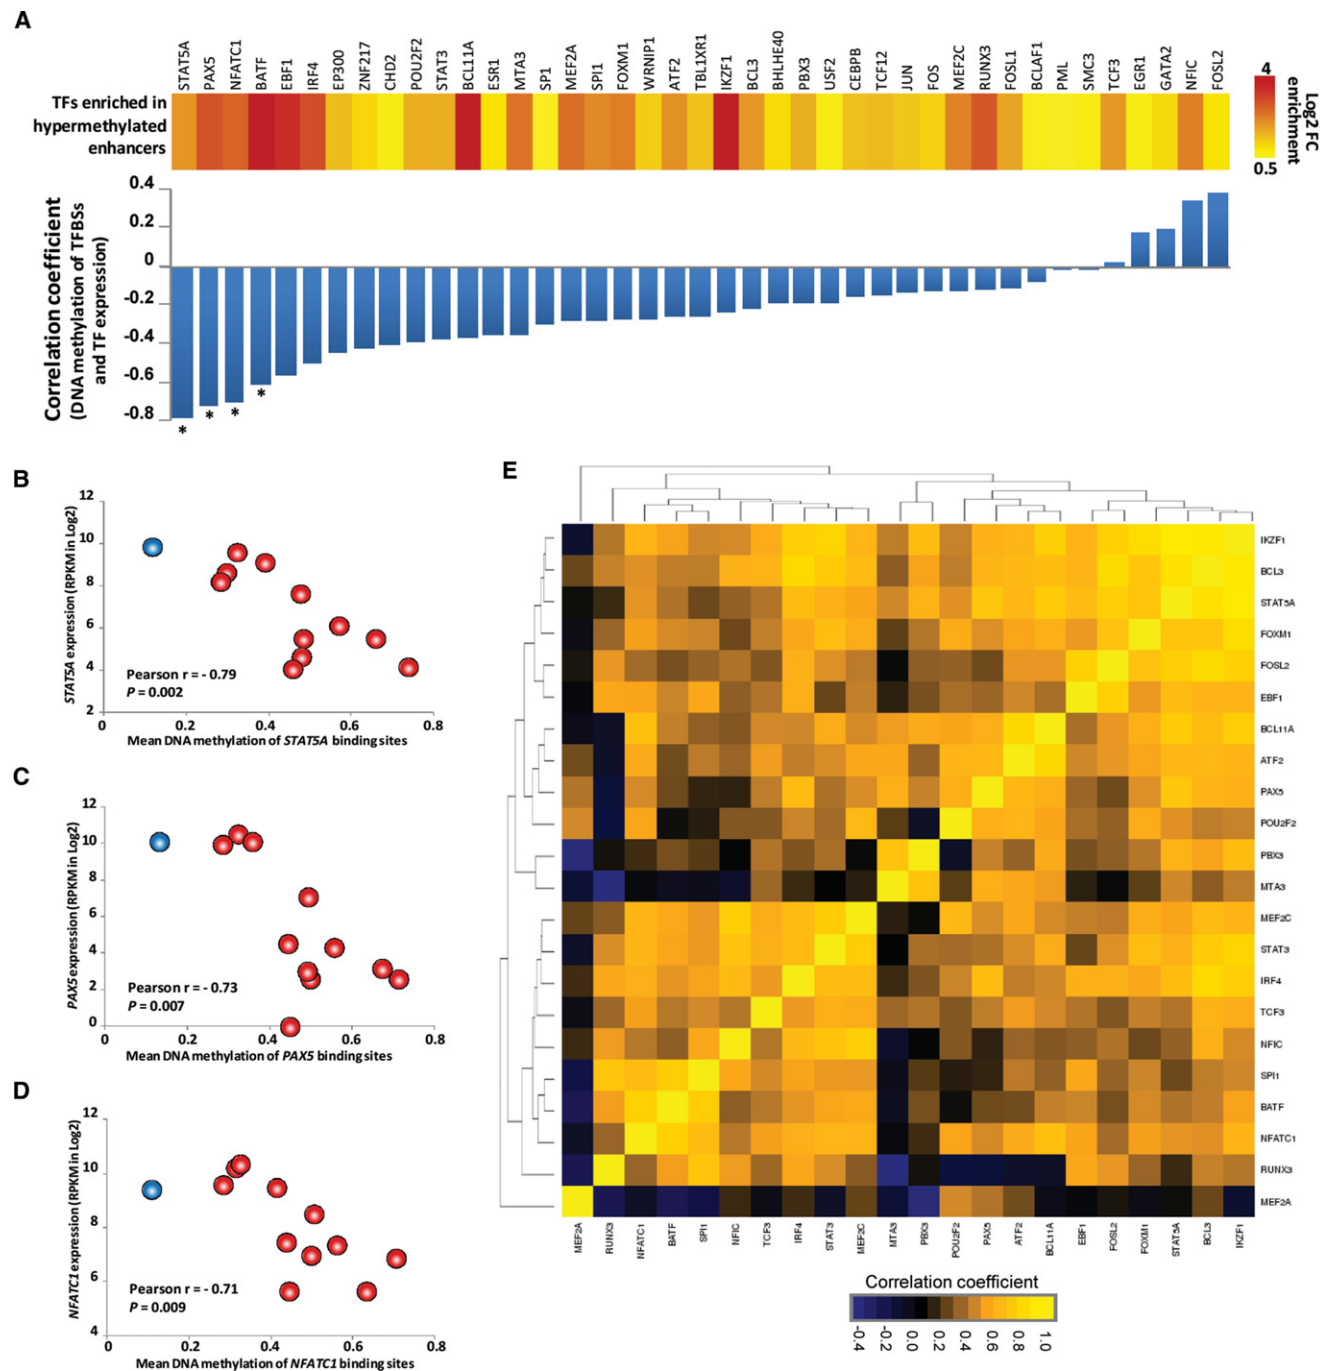 A
STAT5A PAX5 NFATC1 BATF EBF1 IRF4 EP300 ZNF217 CHD2 POU2F2 STAT3 BCL11A ESR1 MTA3 SP1 MEF2A SPI1 FOXM1 WRNIP1 ATF2 TBL1XR1 IKZF1 BCL3 BHLHE40 PBX3 USF2 CEBPB TCF12 JUN FOS MEF2C RUNX3 FOSL1 BCLAF1 PML SMC3 TCF3 EGR1 GATA2 NFIC FOSL2
TFs enriched in
hypermethylated
enhancers
4
Log2 FC
enrichment
0.5
Correlation coefficient
(DNA methylation of TFBSs
and TF expression)
0.4
0.2
0
-0.2
-0.4
-0.6
-0.8
* * * *
B
STAT5A expression (RPKM in Log2)
12
10
8
6
4
2
Pearson r = - 0.79
P = 0.002
0 0.2 0.4 0.6 0.8
Mean DNA methylation of STAT5A binding sites
C
PAX5 expression (RPKM in Log2)
12
10
8
6
4
2
0
Pearson r = - 0.73
P = 0.007
0 0.2 0.4 0.6 0.8
Mean DNA methylation of PAX5 binding sites
D
NFATC1 expression (RPKM in Log2)
12
10
8
6
4
Pearson r = - 0.71
P = 0.009
0 0.2 0.4 0.6 0.8
Mean DNA methylation of NFATC1 binding sites
E
IKZF1
BCL3
STAT5A
FOXM1
FOSL2
EBF1
BCL11A
ATF2
PAX5
POU2F2
PBX3
MTA3
MEF2C
STAT3
IRF4
TCF3
NFIC
SPI1
BATF
NFATC1
RUNX3
MEF2A
MEF2A RUNX3 NFATC1 BATF SPI1 NFIC TCF3 IRF4 STAT3 MEF2C MTA3 PBX3 POU2F2 PAX5 ATF2 BCL11A EBF1 FOSL2 FOXM1 STAT5A BCL3 IKZF1
Correlation coefficient
-0.4 -0.2 0.0 0.2 0.4 0.6 0.8 1.0